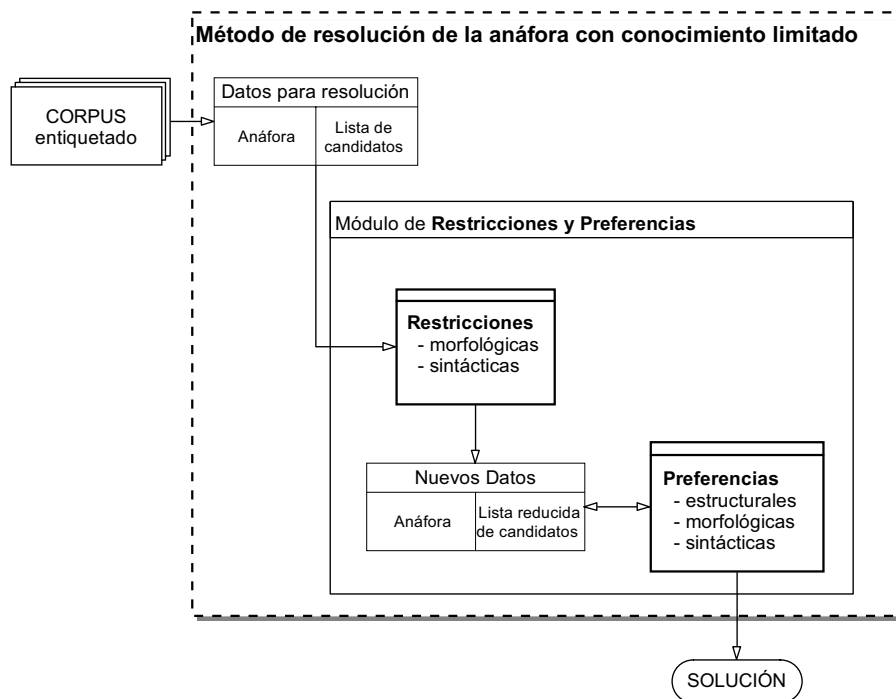 Método de resolución de la anáfora con conocimiento limitado
CORPUS
entiquetado
Datos para resolución
Anáfora
Lista de
candidatos
Módulo de Restricciones y Preferencias
Restricciones
- morfológicas
- sintácticas
Nuevos Datos
Anáfora
Lista reducida
de candidatos
Preferencias
- estructurales
- morfológicas
- sintácticas
SOLUCIÓN